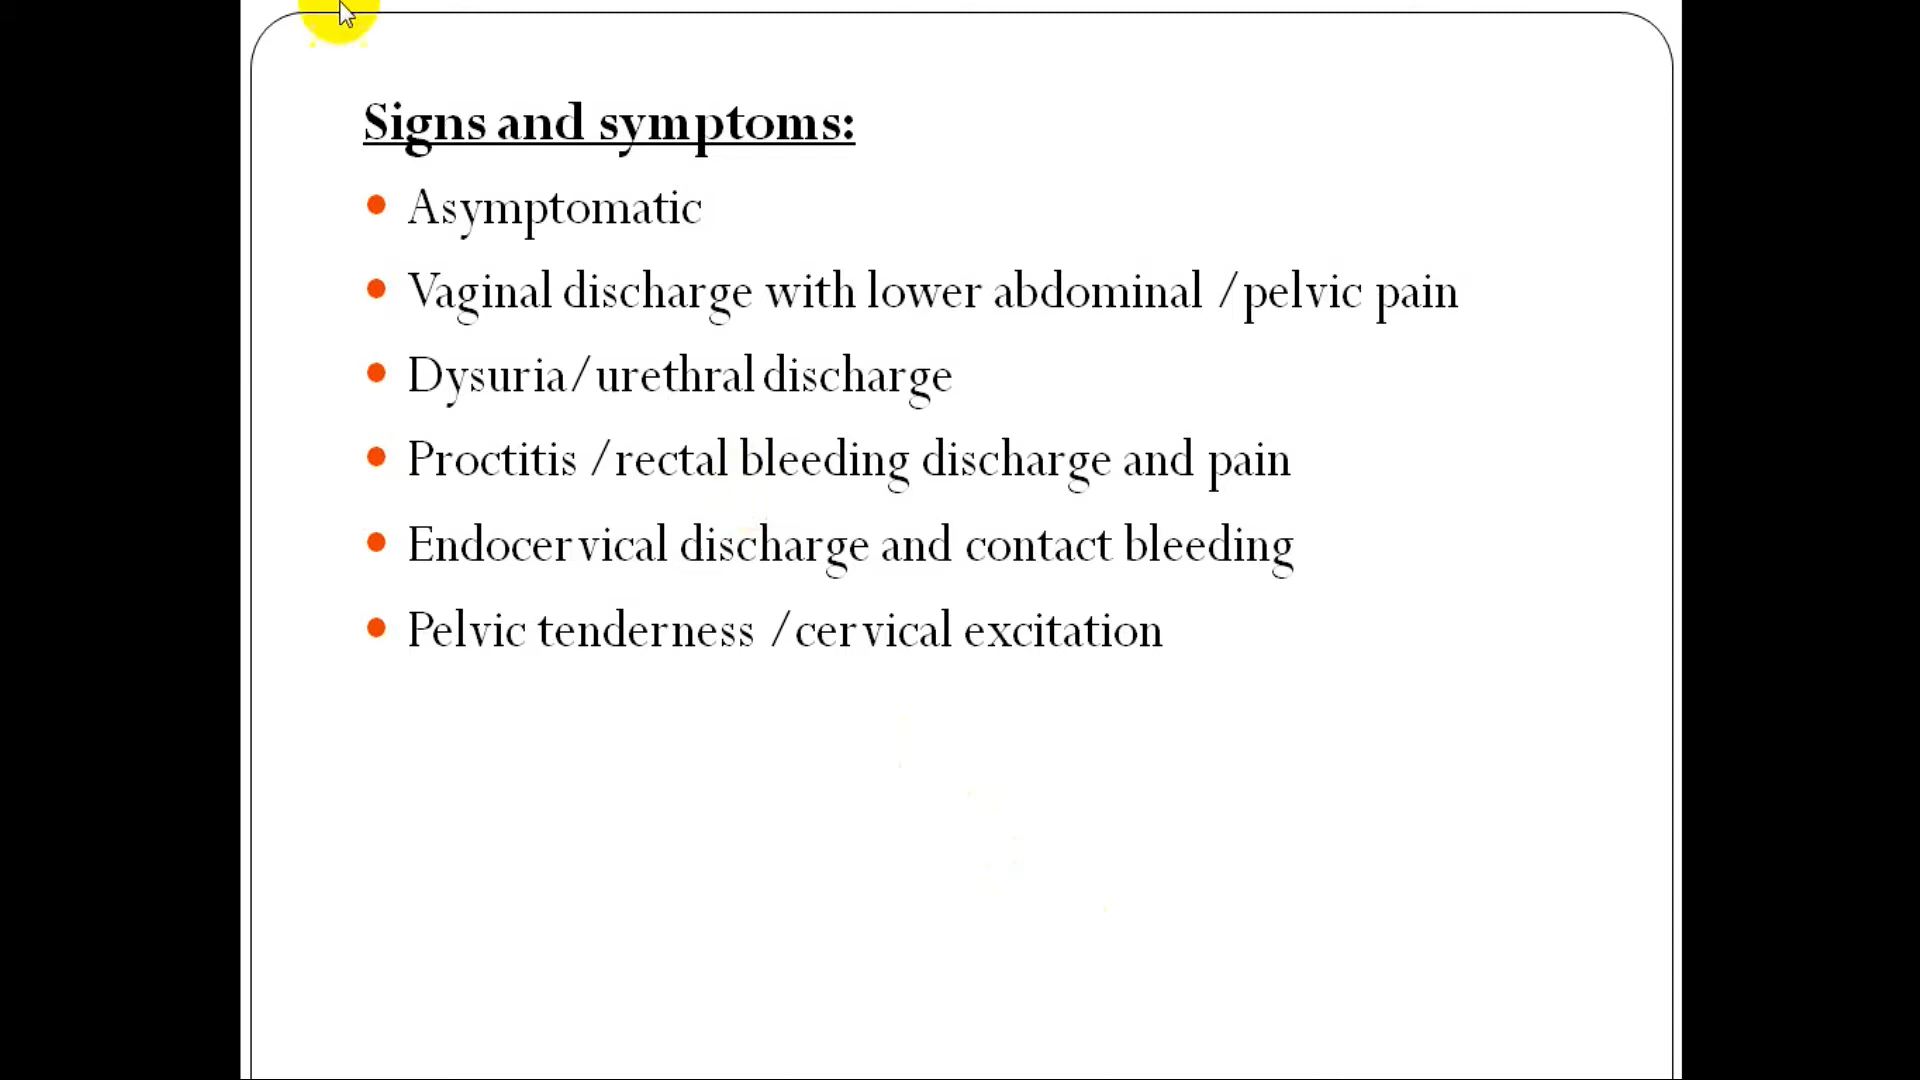 Signs and symptoms:
• Asymptomatic
• Vaginal discharge with lower abdominal /pelvic pain
• Dysuria/urethral discharge
• Proctitis /rectal bleeding discharge and pain
• Endocervical discharge and contact bleeding
• Pelvic tenderness /cervical excitation